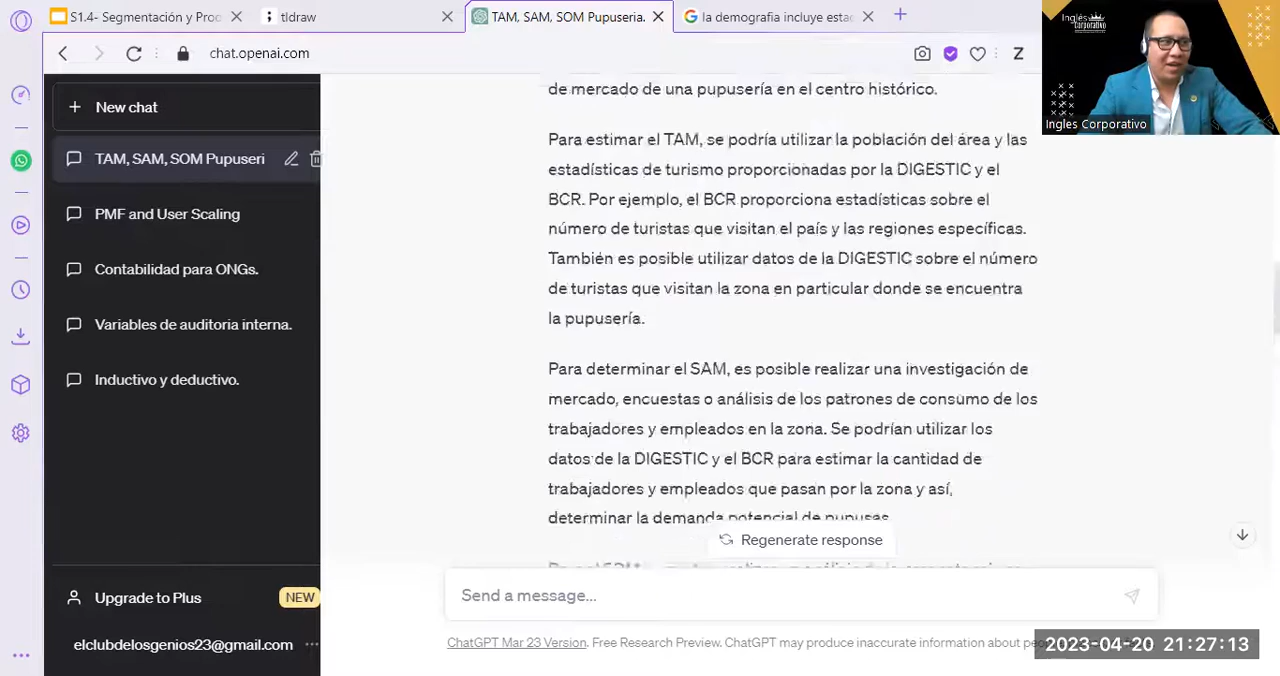 S1.4- Segmentación y Proc
tldraw
TAM, SAM, SOM Pupuseria.
la demografia incluye esta
chat.openai.com
Z
Inglés
Corporativo
Ingles Corporativo
New chat
TAM, SAM, SOM Pupuseri
PMF and User Scaling
Contabilidad para ONGs.
Variables de auditoria interna.
Inductivo y deductivo.
Upgrade to Plus
NEW
elclubdelosgenios23@gmail.com
de mercado de una pupusería en el centro histórico.
Para estimar el TAM, se podría utilizar la población del área y las
estadísticas de turismo proporcionadas por la DIGESTIC y el
BCR. Por ejemplo, el BCR proporciona estadísticas sobre el
número de turistas que visitan el país y las regiones específicas.
También es posible utilizar datos de la DIGESTIC sobre el número
de turistas que visitan la zona en particular donde se encuentra
la pupusería.
Para determinar el SAM, es posible realizar una investigación de
mercado, encuestas o análisis de los patrones de consumo de los
trabajadores y empleados en la zona. Se podrían utilizar los
datos de la DIGESTIC y el BCR para estimar la cantidad de
trabajadores y empleados que pasan por la zona y así,
determinar la demanda potencial de pupusas.
Regenerate response
Send a message...
ChatGPT Mar 23 Version. Free Research Preview. ChatGPT may produce inaccurate information about
2023-04-20 21:27:13